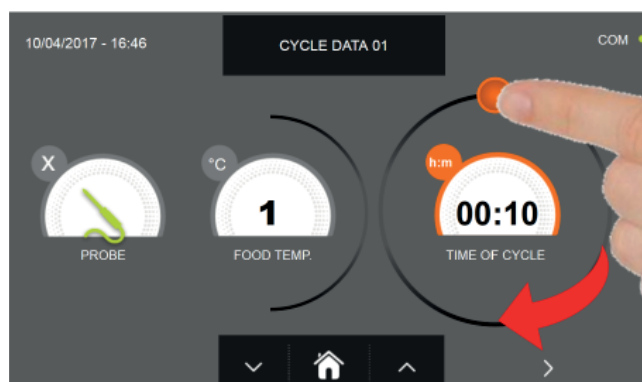 10/04/2017 - 16:46
CYCLE DATA 01
COM
X
°C
h:m
1
00:10
PROBE
FOOD TEMP.
TIME OF CYCLE